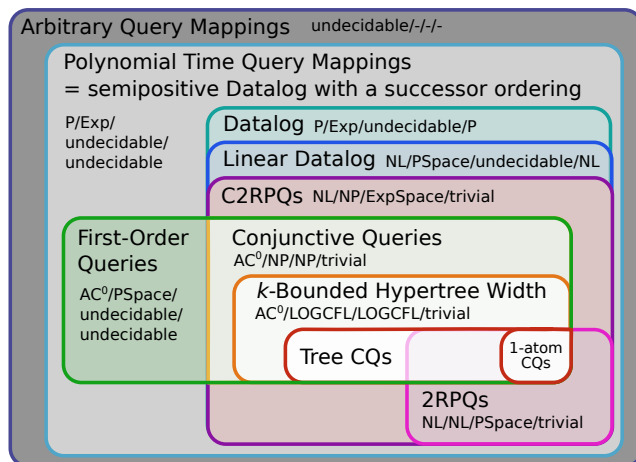 Arbitrary Query Mappings undecidable/-/-/-
Polynomial Time Query Mappings
= semipositive Datalog with a successor ordering
P/Exp/
undecidable/
undecidable
Datalog P/Exp/undecidable/P
Linear Datalog NL/PSpace/undecidable/NL
C2RPQs NL/NP/ExpSpace/trivial
First-Order
Queries
AC⁰/PSpace/
undecidable/
undecidable
Conjunctive Queries
AC⁰/NP/NP/trivial
k-Bounded Hypertree Width
AC⁰/LOGCFL/LOGCFL/trivial
Tree CQs
1-atom
CQs
2RPQs
NL/NL/PSpace/trivial